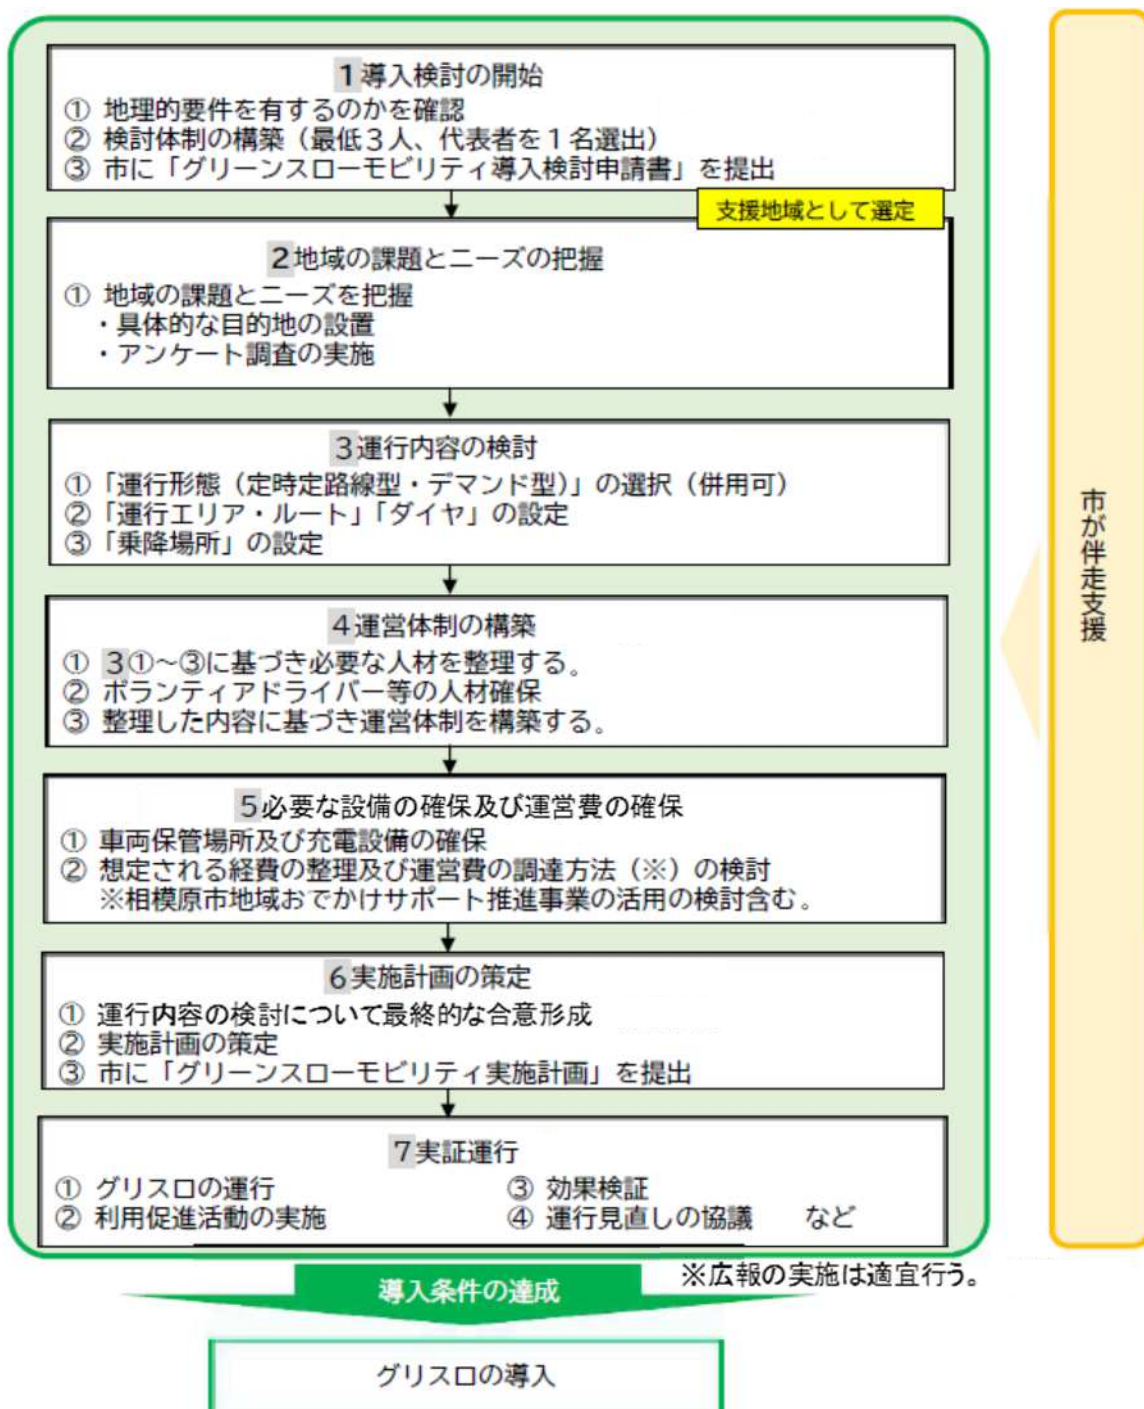 1導入検討の開始
① 地理的要件を有するのかを確認
② 検討体制の構築（最低３人、代表者を１名選出）
③ 市に「グリーンスローモビリティ導入検討申請書」を提出
支援地域として選定
2地域の課題とニーズの把握
① 地域の課題とニーズを把握
・具体的な目的地の設置
・アンケート調査の実施
3運行内容の検討
①「運行形態（定時定路線型・デマンド型）」の選択（併用可）
②「運行エリア・ルート」「ダイヤ」の設定
③「乗降場所」の設定
4運営体制の構築
① 3①～③に基づき必要な人材を整理する。
② ボランティアドライバー等の人材確保
③ 整理した内容に基づき運営体制を構築する。
5必要な設備の確保及び運営費の確保
① 車両保管場所及び充電設備の確保
② 想定される経費の整理及び運営費の調達方法（※）の検討
※相模原市地域おでかけサポート推進事業の活用の検討含む。
6実施計画の策定
① 運行内容の検討について最終的な合意形成
② 実施計画の策定
③ 市に「グリーンスローモビリティ実施計画」を提出
7実証運行
① グリスロの運行
② 利用促進活動の実施
③ 効果検証
④ 運行見直しの協議 など
市が伴走支援
※広報の実施は適宜行う。
導入条件の達成
グリスロの導入